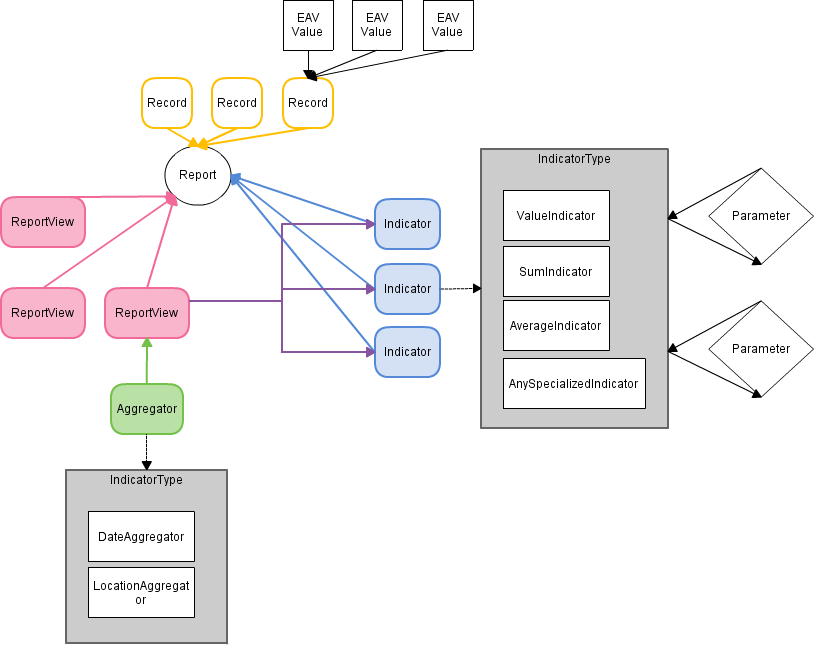 EAV
Value
EAV
Value
EAV
Value
Record
Record
Record
Report
IndicatorType
ReportView
Indicator
ValueIndicator
Parameter
SumIndicator
Indicator
ReportView
ReportView
AverageIndicator
Indicator
Parameter
AnySpecializedIndicator
Aggregator
IndicatorType
DateAggregator
LocationAggregat
or